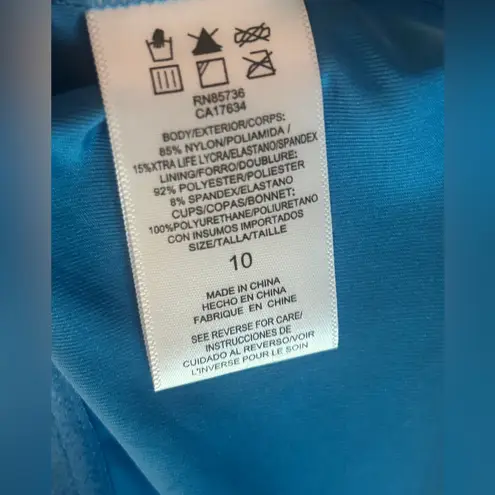 RN85736
CA17634
BODY/EXTERIOR/CORPS:
85% NYLON/POLIAMIDA/
15%XTRA LIFE LYCRA/ELASTANO/SPANDEX
LINING/FORRO/DOUBLURE:
92% POLYESTER/POLIESTER
8% SPANDEX/ELASTANO
CUPS/COPAS/BONNET:
100%POLYURETHANE/POLIURETANO
CON INSUMOS IMPORTADOS
SIZE/TALLA/TAILLE
10
MADE IN CHINA
HECHO EN CHINA
FABRIQUE EN CHINE
SEE REVERSE FOR CARE/
INSTRUCCIONES DE
CUIDADO AL REVERSO/VOIR
L'INVERSE POUR LE SOIN